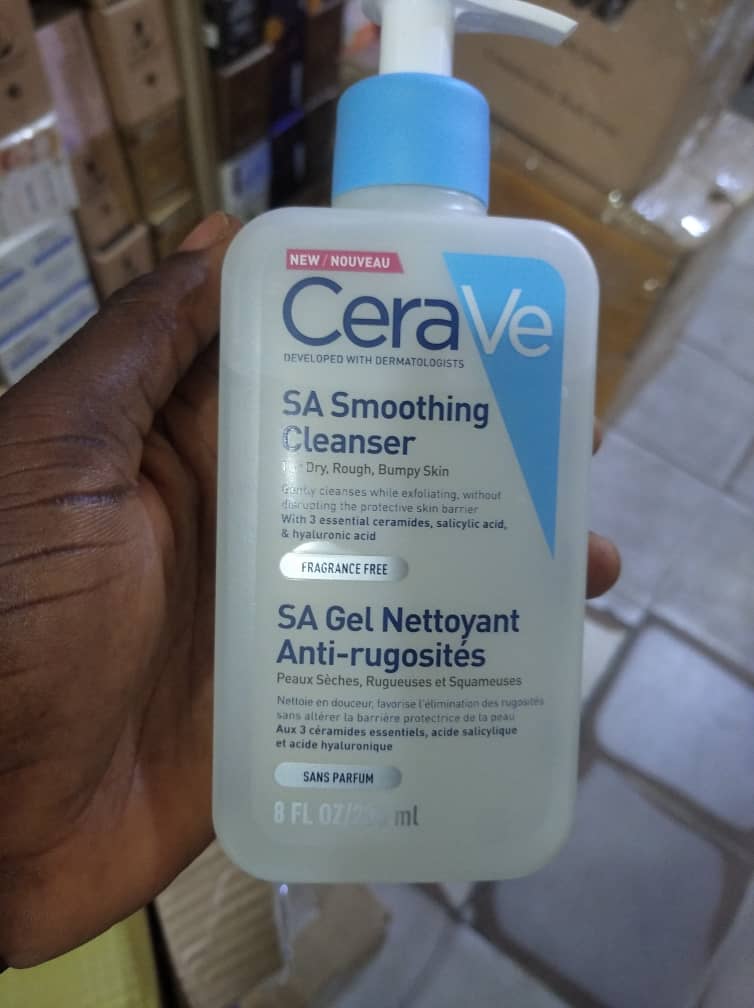 NEW / NOUVEAU
CeraVe
DEVELOPED WITH DERMATOLOGISTS
SA Smoothing
Cleanser
Dry, Rough, Bumpy Skin
Gently cleanses while exfoliating, without
disrupting the protective skin barrier
With 3 essential ceramides, salicylic acid,
& hyaluronic acid
FRAGRANCE FREE
SA Gel Nettoyant
Anti-rugosités
Peaux Sèches, Rugueuses et Squameuses
Nettoie en douceur, favorise l'élimination des rugosités
sans altérer la barrière protectrice de la peau
Aux 3 céramides essentiels, acide salicylique
et acide hyaluronique
SANS PARFUM
8 FL OZ/ ml